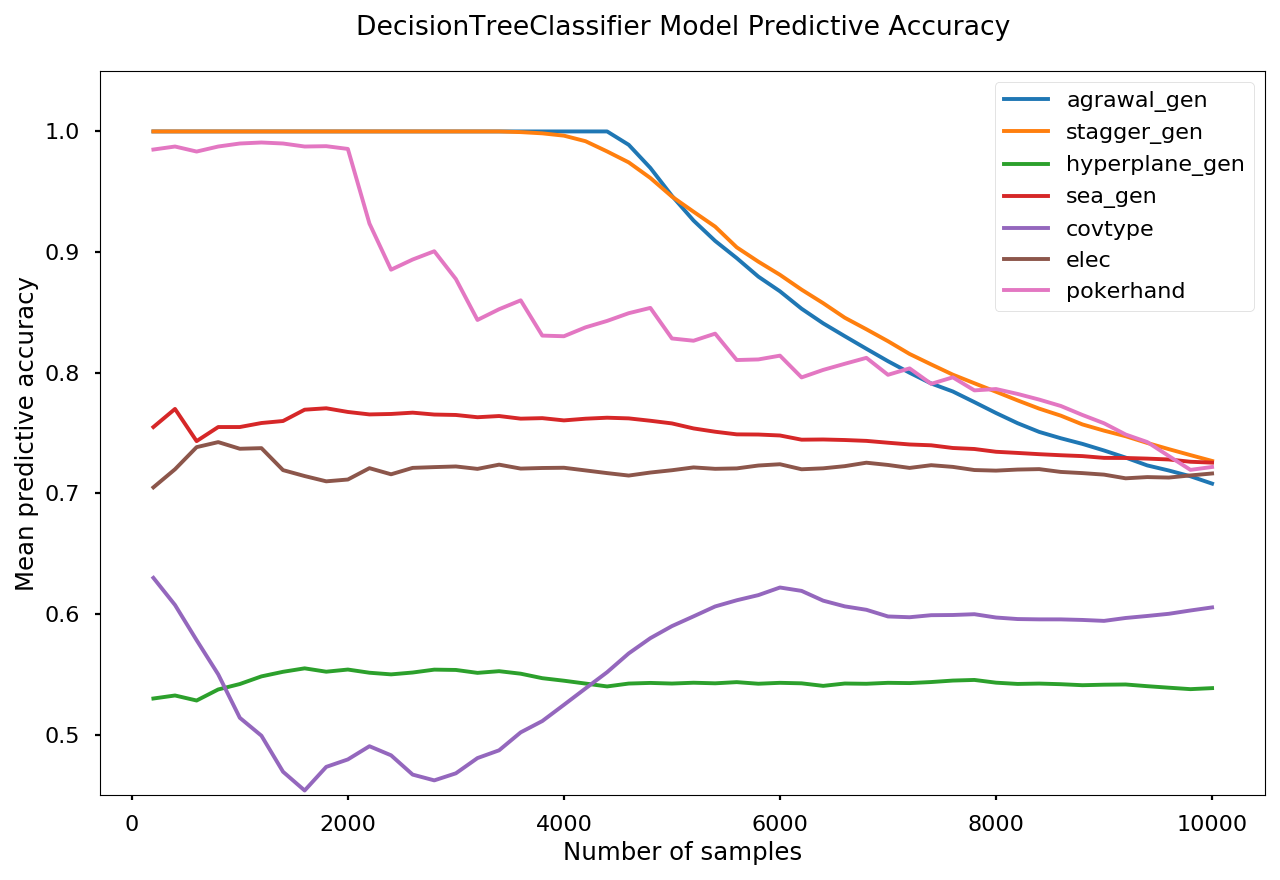 DecisionTreeClassifier Model Predictive Accuracy
agrawal_gen
stagger_gen
hyperplane_gen
sea_gen
covtype
elec
pokerhand
Mean predictive accuracy
1.0
0.9
0.8
0.7
0.6
0.5
0 2000 4000 6000 8000 10000
Number of samples